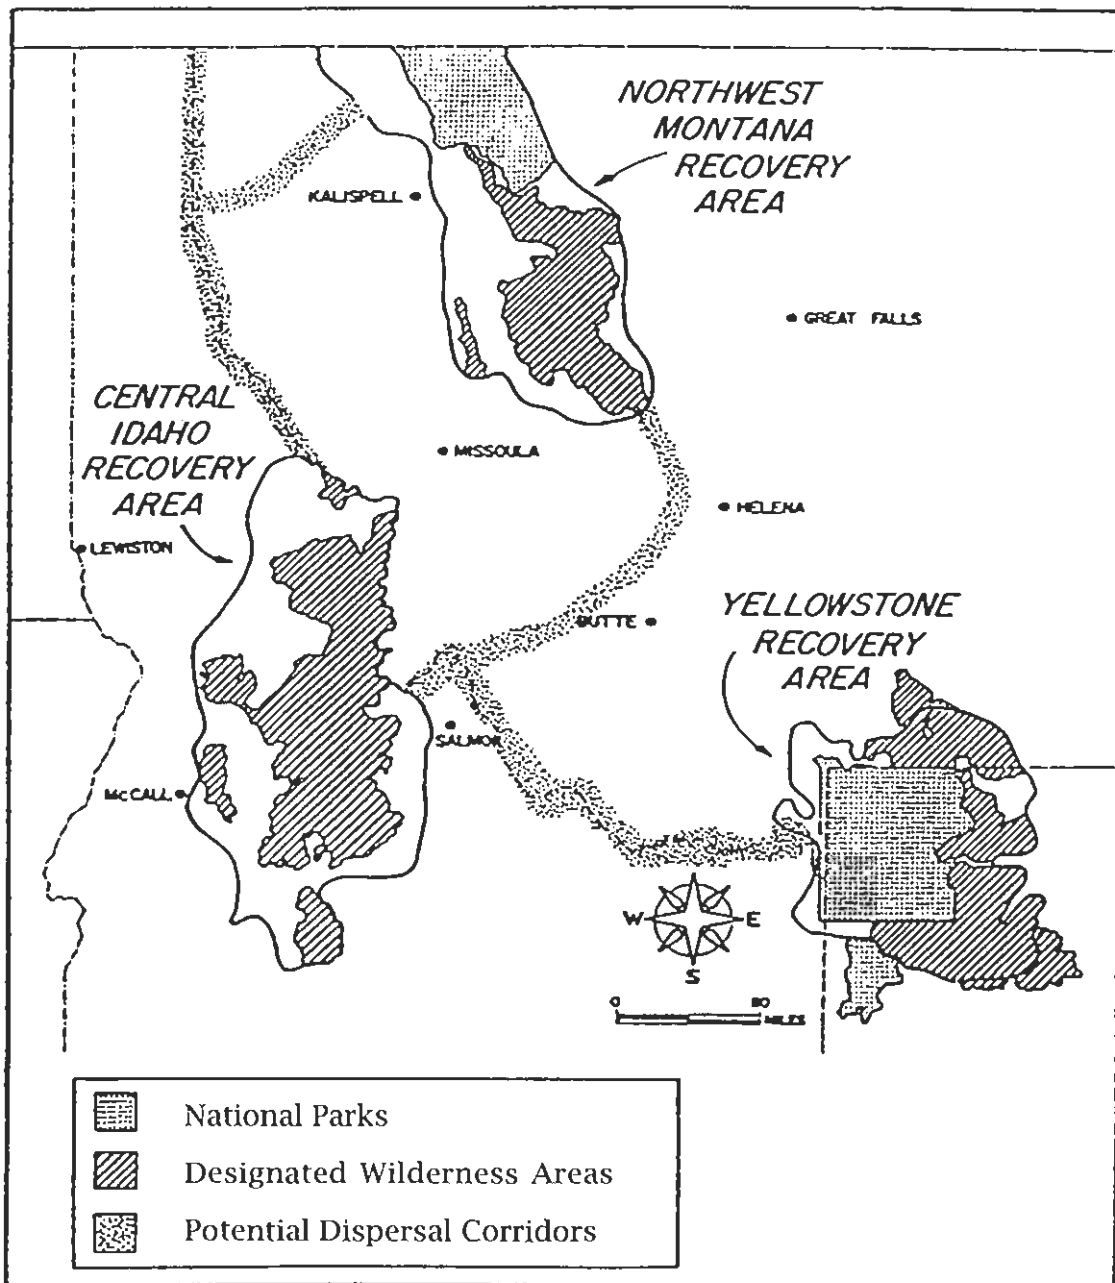 NORTHWEST
MONTANA
RECOVERY
AREA
KALISPELL
GREAT FALLS
CENTRAL
IDAHO
RECOVERY
AREA
MISSOULA
HELENA
LEWISTON
BUTTE
YELLOWSTONE
RECOVERY
AREA
SALMON
McCALL
W E
S
0 80
MILES
National Parks
Designated Wilderness Areas
Potential Dispersal Corridors